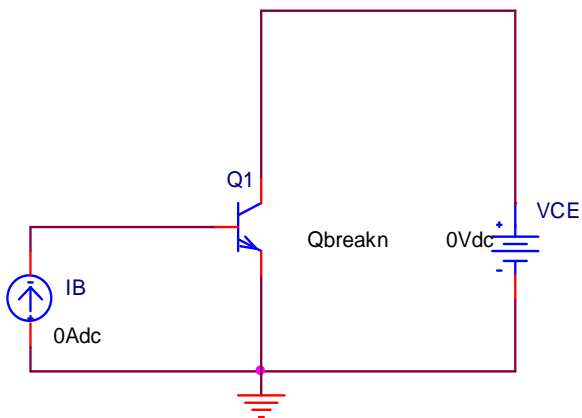 Q1
VCE
+
Qbreakn
0Vdc
-
IB
-
+
0Adc